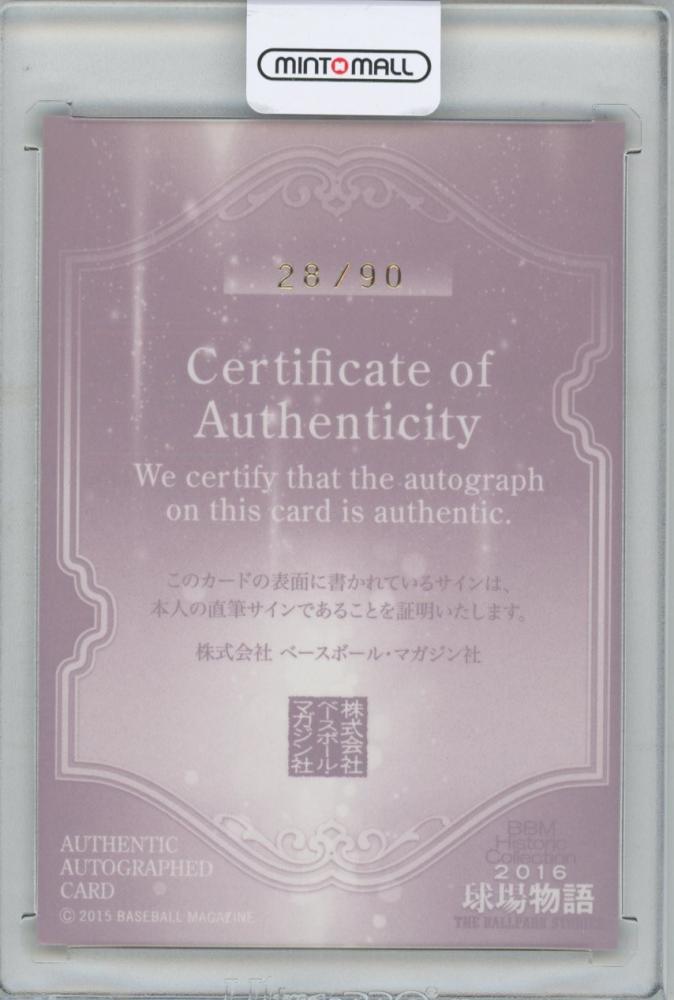 MINTMALL
28/90
Certificate of
Authenticity
We certify that the autograph
on this card is authentic.
このカードの表面に書かれているサインは、
本人の直筆サインであることを証明いたします。
株式会社 ベースボール・マガジン社
株式会社
ベースボール・
マガジン社
AUTHENTIC
AUTOGRAPHED
CARD
© 2015 BASEBALL MAGAZINE
BBM
Historic
Collection
2016
球場物語
THE BALLPARK STORIES